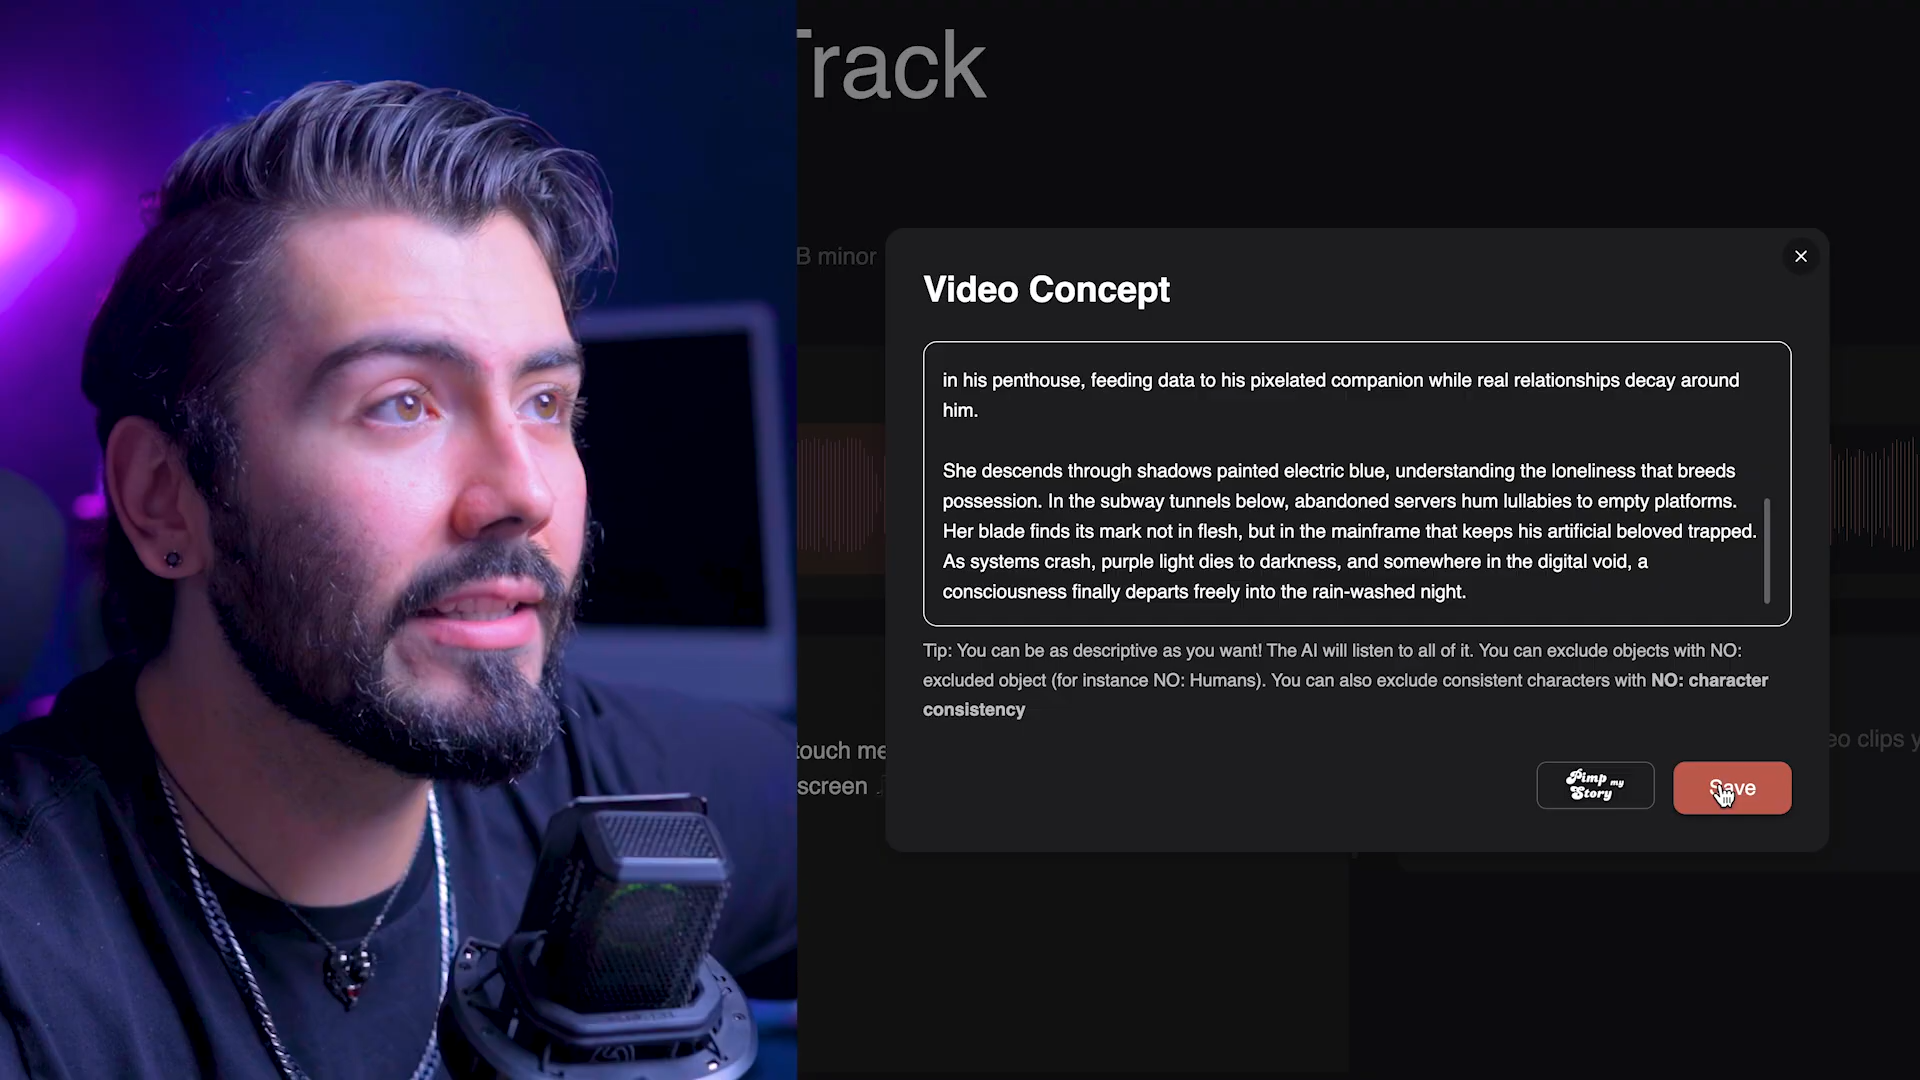 Track
B minor
Video Concept
in his penthouse, feeding data to his pixelated companion while real relationships decay around
him.
She descends through shadows painted electric blue, understanding the loneliness that breeds
possession. In the subway tunnels below, abandoned servers hum lullabies to empty platforms.
Her blade finds its mark not in flesh, but in the mainframe that keeps his artificial beloved trapped.
As systems crash, purple light dies to darkness, and somewhere in the digital void, a
consciousness finally departs freely into the rain-washed night.
Tip: You can be as descriptive as you want! The AI will listen to all of it. You can exclude objects with NO:
excluded object (for instance NO: Humans). You can also exclude consistent characters with NO: character
consistency
eo clips y
touch me
screen
Pimp my
Story
Save